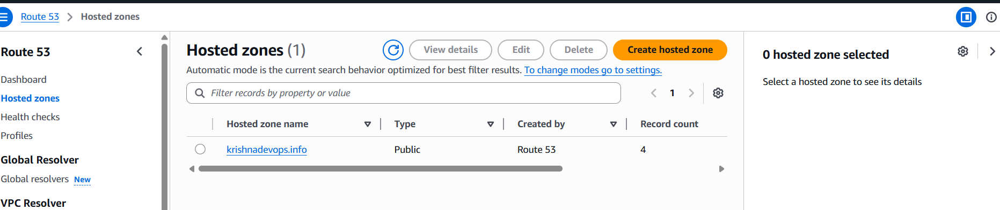 Route 53 > Hosted zones
Route 53
Dashboard
Hosted zones
Health checks
Profiles
Global Resolver
Global resolvers New
VPC Resolver
Hosted zones (1)
View details
Edit
Delete
Create hosted zone
Automatic mode is the current search behavior optimized for best filter results. To change modes go to settings.
Filter records by property or value
1
Hosted zone name Type Created by Record count
krishnadevops.info Public Route 53 4
0 hosted zone selected
Select a hosted zone to see its details